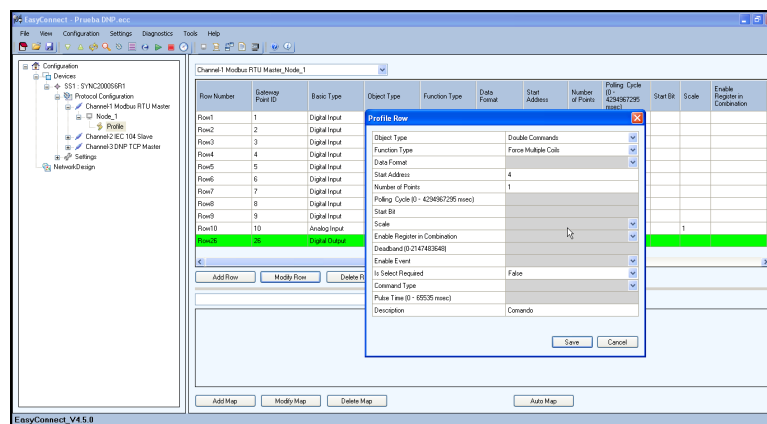 EasyConnect - Prueba DNP.ecc
File View Configuration Settings Diagnostics Tools Help
Configuration
Devices
SS1 : SYNC2000S6R1
Protocol Configuration
Channel-1 Modbus RTU Master
Node_1
Profile
Channel-2 IEC 104 Slave
Channel-3 DNP TCP Master
Settings
NetworkDesign
Channel-1 Modbus RTU Master_Node_1
Row Number Gateway Point ID Basic Type Object Type Function Type Data Format Start Address Number of Points Polling Cycle (0 - 4294967295 msec) Start Bit Scale Enable Register in Combination
Row1 1 Digital Input
Row2 2 Digital Input
Row3 3 Digital Input
Row4 4 Digital Input
Row5 5 Digital Input
Row6 6 Digital Input
Row7 7 Digital Input
Row8 8 Digital Input
Row9 9 Digital Input
Row10 10 Analog Input 1
Row26 26 Digital Output
Add Row Modify Row Delete R
Profile Row
Object Type Double Commands
Function Type Force Multiple Coils
Data Format
Start Address 4
Number of Points 1
Polling Cycle (0 - 4294967295 msec)
Start Bit
Scale
Enable Register in Combination
Deadband (0-2147483648)
Enable Event
Is Select Required False
Command Type
Pulse Time (0 - 65535 msec)
Description Comando
Save Cancel
Add Map Modify Map Delete Map Auto Map
EasyConnect_V4.5.0